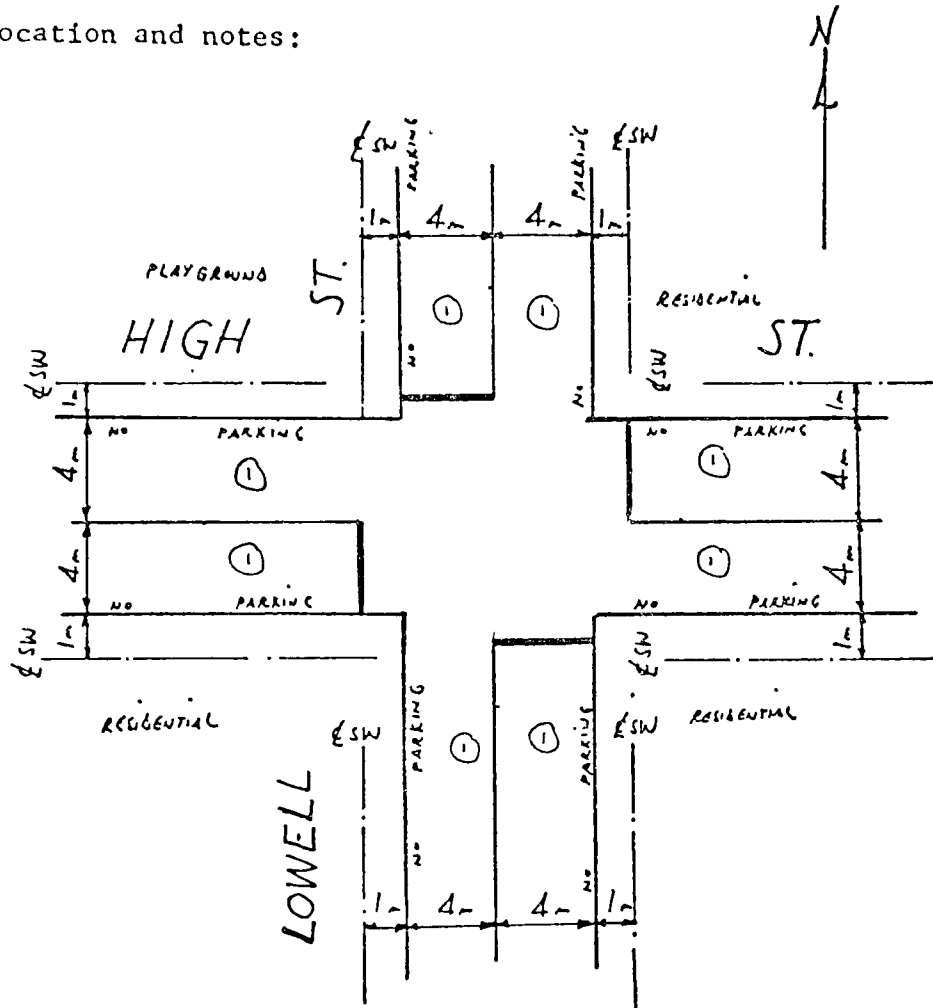 ocation and notes:
N
℄ SW PARKING PARKING ℄ SW
1m 4m 4m 1m
PLAYGROUND ST. RESIDENTIAL
HIGH ① ① ST.
℄ SW NO NO ℄ SW
1m 1m
NO PARKING NO PARKING
4m ① ① 4m
4m ① ① 4m
NO PARKING NO PARKING
1m 1m
℄ SW ℄ SW
RESIDENTIAL RESIDENTIAL
℄ SW PARKING ① ① PARKING ℄ SW
LOWELL NO NO
1m 4m 4m 1m